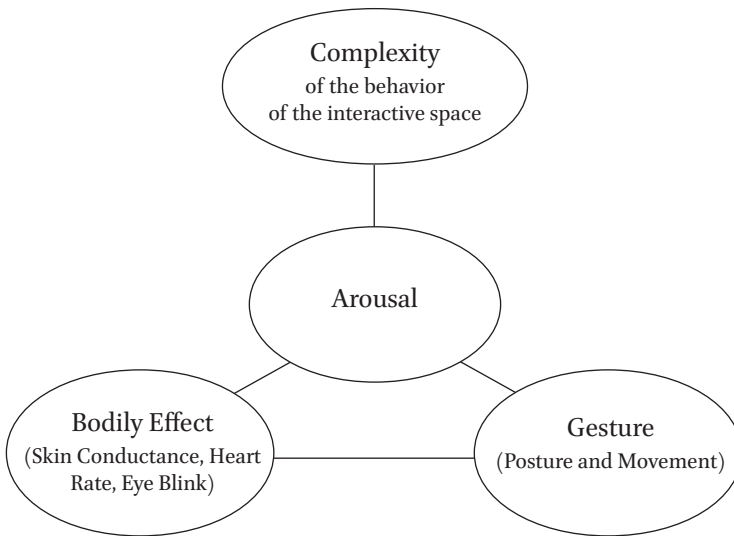 Complexity
of the behavior
of the interactive space
Arousal
Bodily Effect
(Skin Conductance, Heart
Rate, Eye Blink)
Gesture
(Posture and Movement)